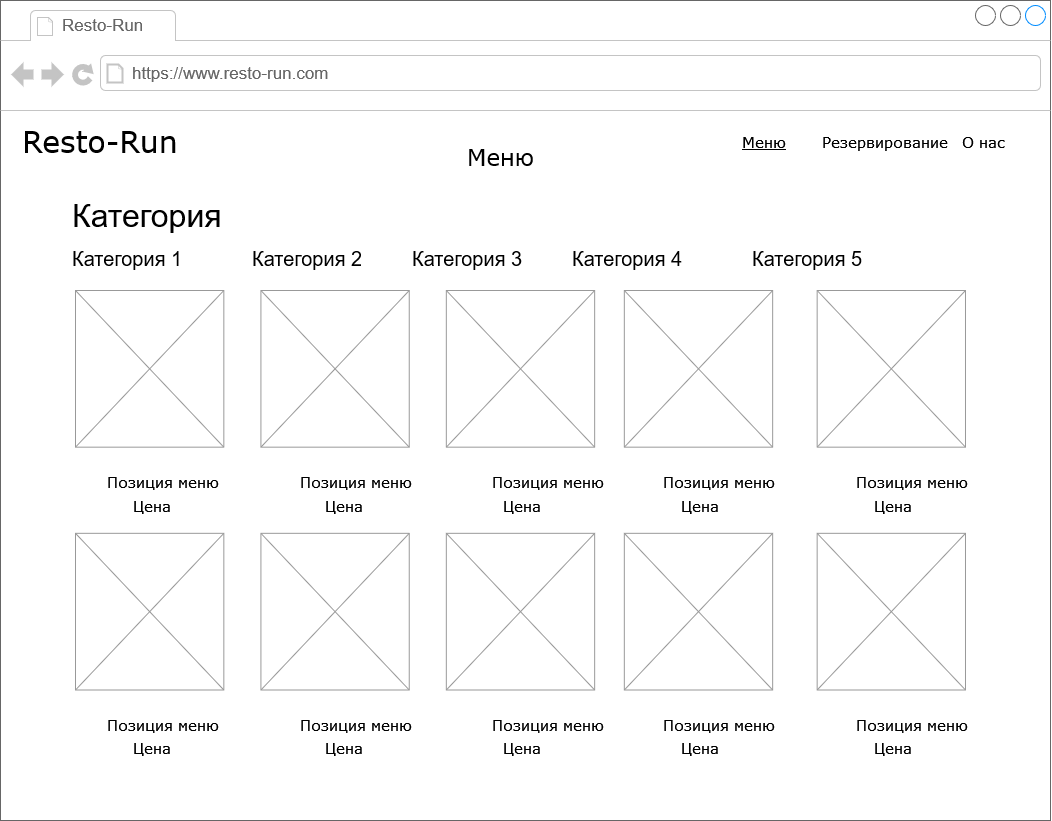 Resto-Run
https://www.resto-run.com
Resto-Run
Меню
Меню Резервирование О нас
Категория
Категория 1 Категория 2 Категория 3 Категория 4 Категория 5
Позиция меню Позиция меню Позиция меню Позиция меню Позиция меню
Цена Цена Цена Цена Цена
Позиция меню Позиция меню Позиция меню Позиция меню Позиция меню
Цена Цена Цена Цена Цена